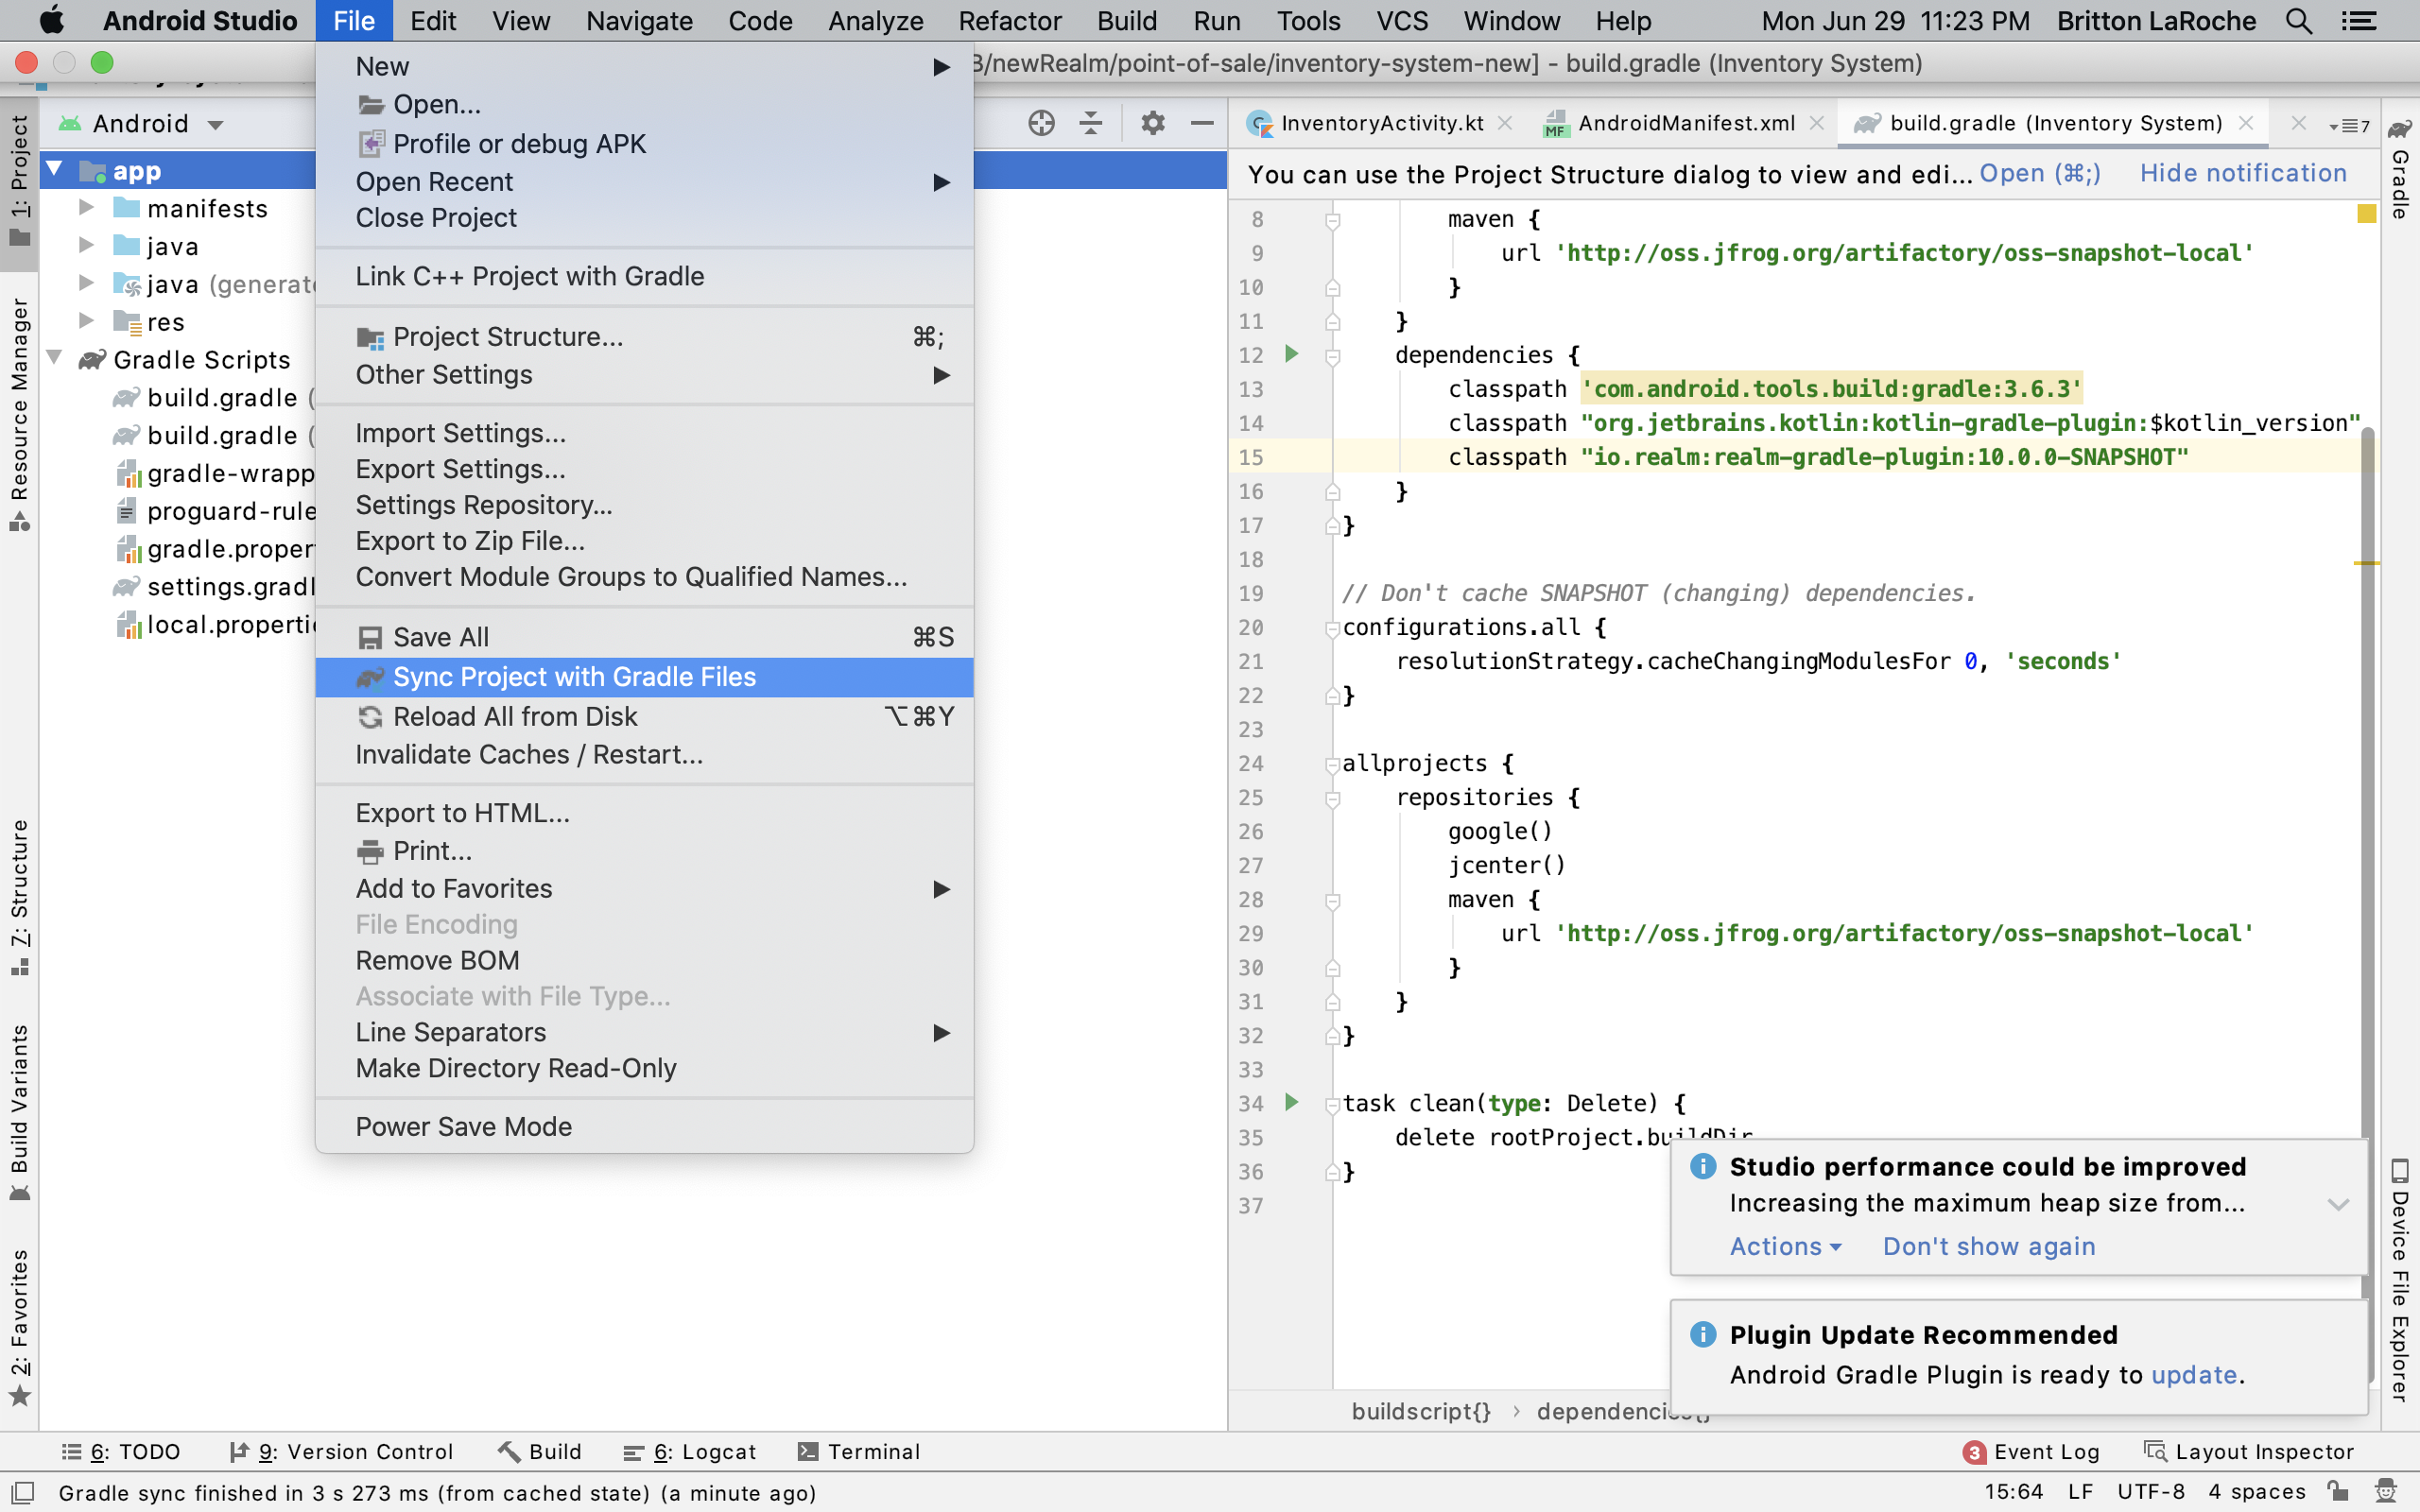 Android Studio File Edit View Navigate Code Analyze Refactor Build Run Tools VCS Window Help Mon Jun 29 11:23 PM Britton LaRoche
/newRealm/point-of-sale/inventory-system-new] - build.gradle (Inventory System)
Android
InventoryActivity.kt
MF AndroidManifest.xml
build.gradle (Inventory System)
7
You can use the Project Structure dialog to view and edi... Open (⌘;) Hide notification
1: Project
Resource Manager
7: Structure
Build Variants
2: Favorites
app
manifests
java
java (generat
res
Gradle Scripts
build.gradle (
build.gradle (
gradle-wrapp
proguard-rule
gradle.proper
settings.gradl
local.properti
New
Open...
Profile or debug APK
Open Recent
Close Project
Link C++ Project with Gradle
Project Structure... ⌘;
Other Settings
Import Settings...
Export Settings...
Settings Repository...
Export to Zip File...
Convert Module Groups to Qualified Names...
Save All ⌘S
Sync Project with Gradle Files
Reload All from Disk ⌥⌘Y
Invalidate Caches / Restart...
Export to HTML...
Print...
Add to Favorites
File Encoding
Remove BOM
Associate with File Type...
Line Separators
Make Directory Read-Only
Power Save Mode
8 maven {
9 url 'http://oss.jfrog.org/artifactory/oss-snapshot-local'
10 }
11 }
12 dependencies {
13 classpath 'com.android.tools.build:gradle:3.6.3'
14 classpath "org.jetbrains.kotlin:kotlin-gradle-plugin:$kotlin_version"
15 classpath "io.realm:realm-gradle-plugin:10.0.0-SNAPSHOT"
16 }
17 }
18
19 // Don't cache SNAPSHOT (changing) dependencies.
20 configurations.all {
21 resolutionStrategy.cacheChangingModulesFor 0, 'seconds'
22 }
23
24 allprojects {
25 repositories {
26 google()
27 jcenter()
28 maven {
29 url 'http://oss.jfrog.org/artifactory/oss-snapshot-local'
30 }
31 }
32 }
33
34 task clean(type: Delete) {
35 delete rootProject.buildDir
36 }
37
Studio performance could be improved
Increasing the maximum heap size from...
Actions Don't show again
Plugin Update Recommended
Android Gradle Plugin is ready to update.
buildscript{} › dependencies{}
Gradle
Device File Explorer
6: TODO 9: Version Control Build 6: Logcat Terminal 3 Event Log Layout Inspector
Gradle sync finished in 3 s 273 ms (from cached state) (a minute ago) 15:64 LF UTF-8 4 spaces